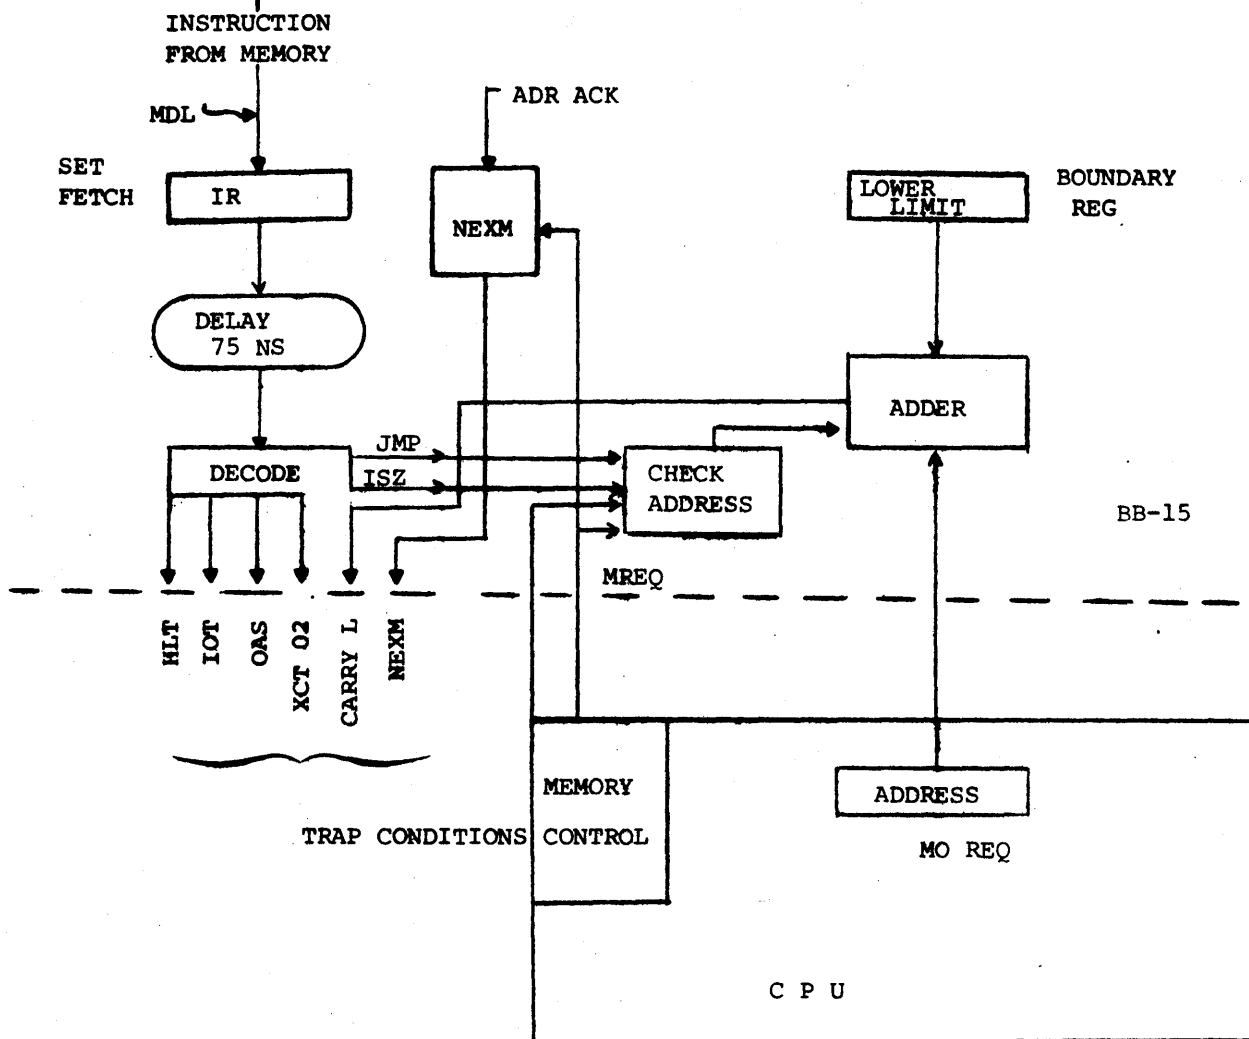 INSTRUCTION
FROM MEMORY
MDL
ADR ACK
SET
FETCH
IR
NEXM
LOWER
LIMIT
BOUNDARY
REG
DELAY
75 NS
ADDER
JMP
ISZ
DECODE
CHECK
ADDRESS
BB-15
MREQ
HLT
IOT
OAS
XCT 02
CARRY L
NEXM
TRAP CONDITIONS
MEMORY
CONTROL
ADDRESS
MO REQ
C P U